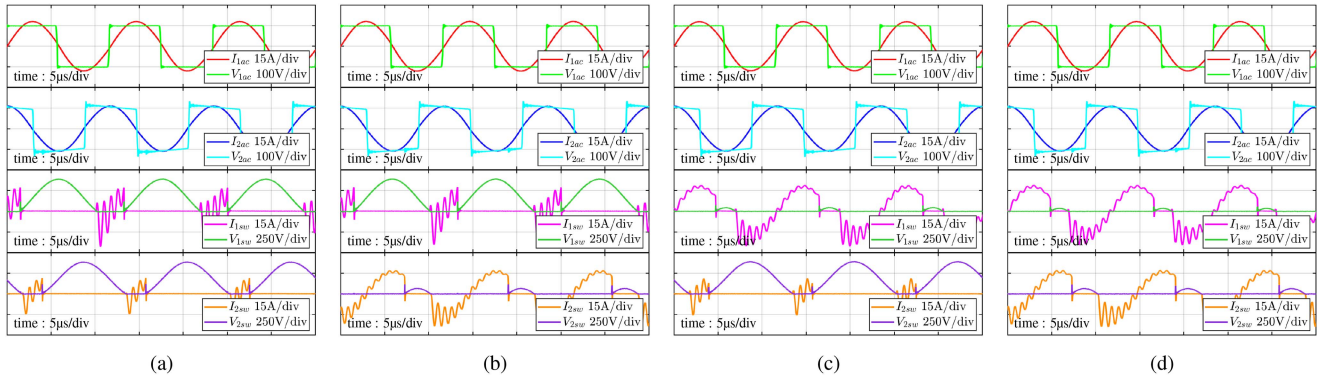 I1ac 15A/div
V1ac 100V/div
time : 5µs/div
I2ac 15A/div
V2ac 100V/div
time : 5µs/div
I1sw 15A/div
V1sw 250V/div
time : 5µs/div
I2sw 15A/div
V2sw 250V/div
time : 5µs/div
(a)
I1ac 15A/div
V1ac 100V/div
time : 5µs/div
I2ac 15A/div
V2ac 100V/div
time : 5µs/div
I1sw 15A/div
V1sw 250V/div
time : 5µs/div
I2sw 15A/div
V2sw 250V/div
time : 5µs/div
(b)
I1ac 15A/div
V1ac 100V/div
time : 5µs/div
I2ac 15A/div
V2ac 100V/div
time : 5µs/div
I1sw 15A/div
V1sw 250V/div
time : 5µs/div
I2sw 15A/div
V2sw 250V/div
time : 5µs/div
(c)
I1ac 15A/div
V1ac 100V/div
time : 5µs/div
I2ac 15A/div
V2ac 100V/div
time : 5µs/div
I1sw 15A/div
V1sw 250V/div
time : 5µs/div
I2sw 15A/div
V2sw 250V/div
time : 5µs/div
(d)